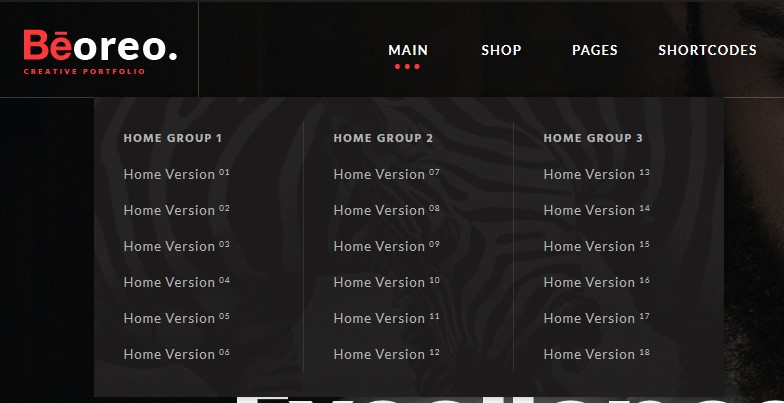 Bēoreo.
CREATIVE PORTFOLIO
MAIN
SHOP
PAGES
SHORTCODES
HOME GROUP 1
Home Version 01
Home Version 02
Home Version 03
Home Version 04
Home Version 05
Home Version 06
HOME GROUP 2
Home Version 07
Home Version 08
Home Version 09
Home Version 10
Home Version 11
Home Version 12
HOME GROUP 3
Home Version 13
Home Version 14
Home Version 15
Home Version 16
Home Version 17
Home Version 18